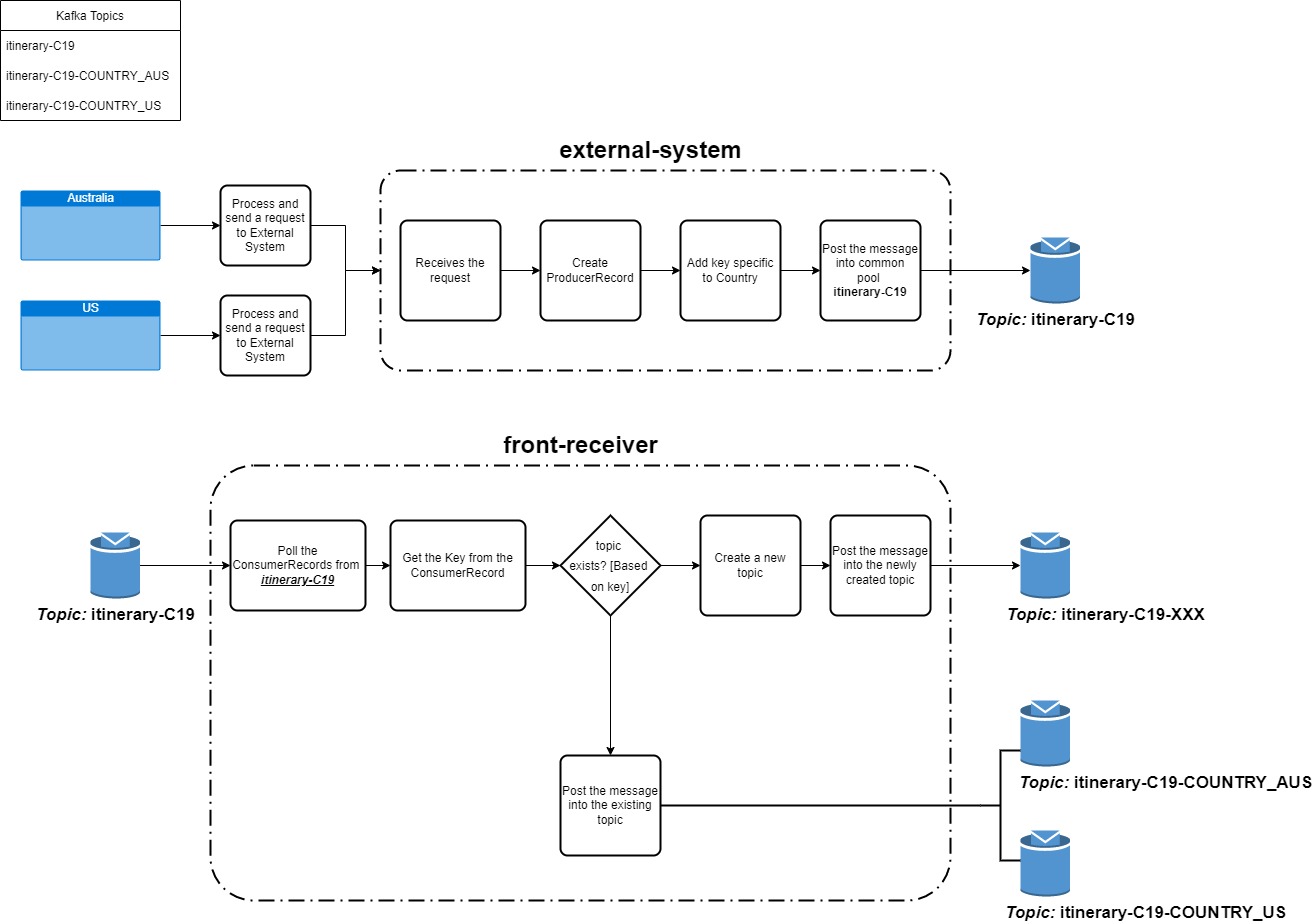 Kafka Topics
itinerary-C19
itinerary-C19-COUNTRY_AUS
itinerary-C19-COUNTRY_US
external-system
Australia
Process and
send a request
to External
System
US
Process and
send a request
to External
System
Receives the
request
Create
ProducerRecord
Add key specific
to Country
Post the message
into common
pool
itinerary-C19
Topic: itinerary-C19
front-receiver
Topic: itinerary-C19
Poll the
ConsumerRecords from
itinerary-C19
Get the Key from the
ConsumerRecord
topic
exists? [Based
on key]
Create a new
topic
Post the message
into the newly
created topic
Topic: itinerary-C19-XXX
Post the message
into the existing
topic
Topic: itinerary-C19-COUNTRY_AUS
Topic: itinerary-C19-COUNTRY_US